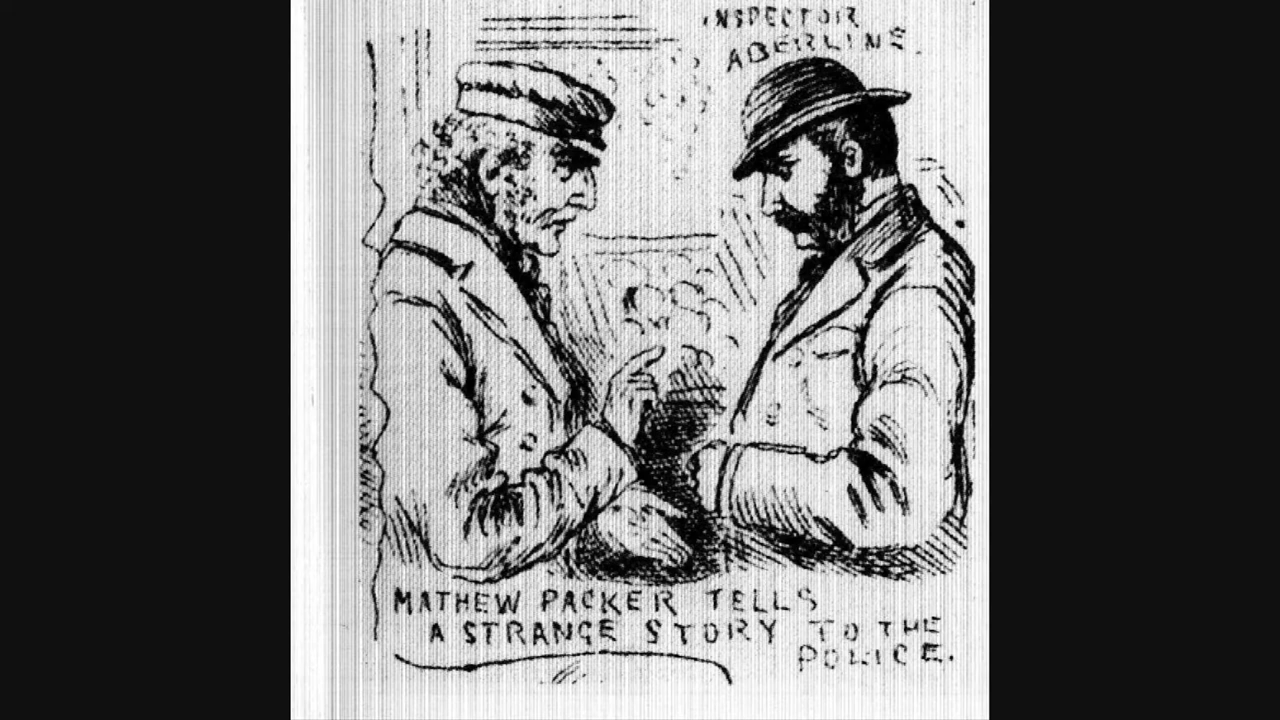 INSPECTOR
ABERLINE.
MATHEW PACKER TELLS
A STRANGE STORY TO THE
POLICE.